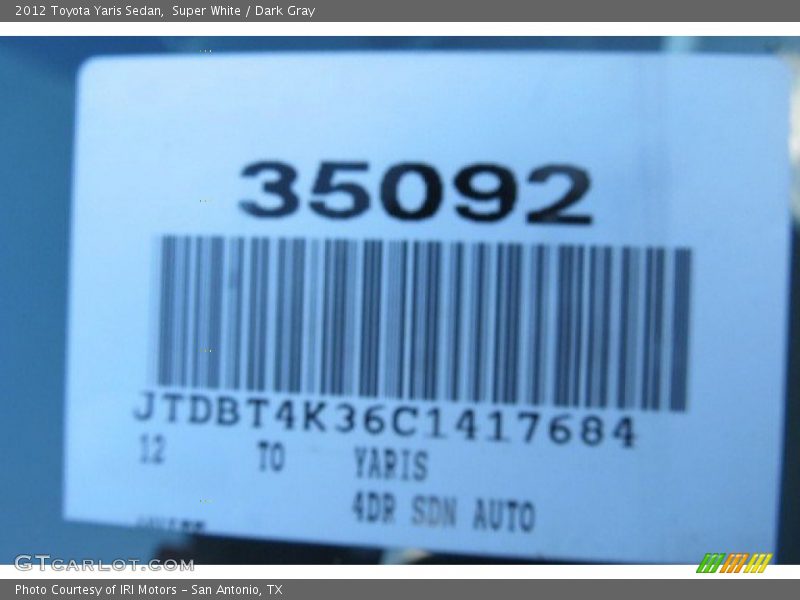 2012 Toyota Yaris Sedan,  Super White / Dark Gray
35092
JTDBT4K36C1417684
12 TO YARIS
4DR SDN AUTO
GTCARLOT.COM
Photo Courtesy of IRI Motors - San Antonio, TX